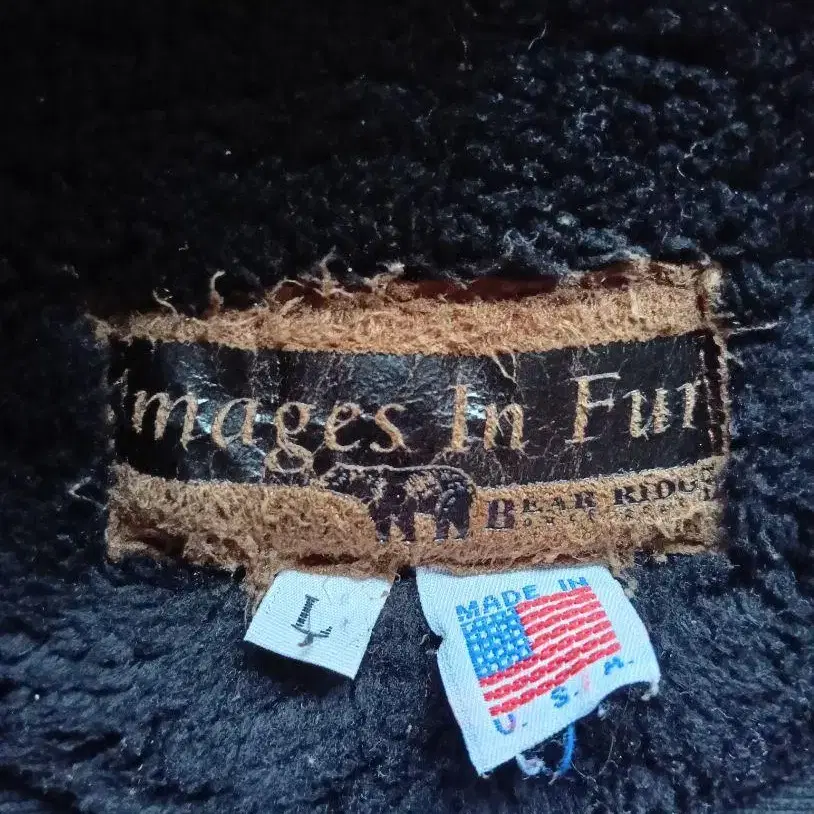 Images In Fur
BEAR RIDGE
L
MADE IN
U.S.A.